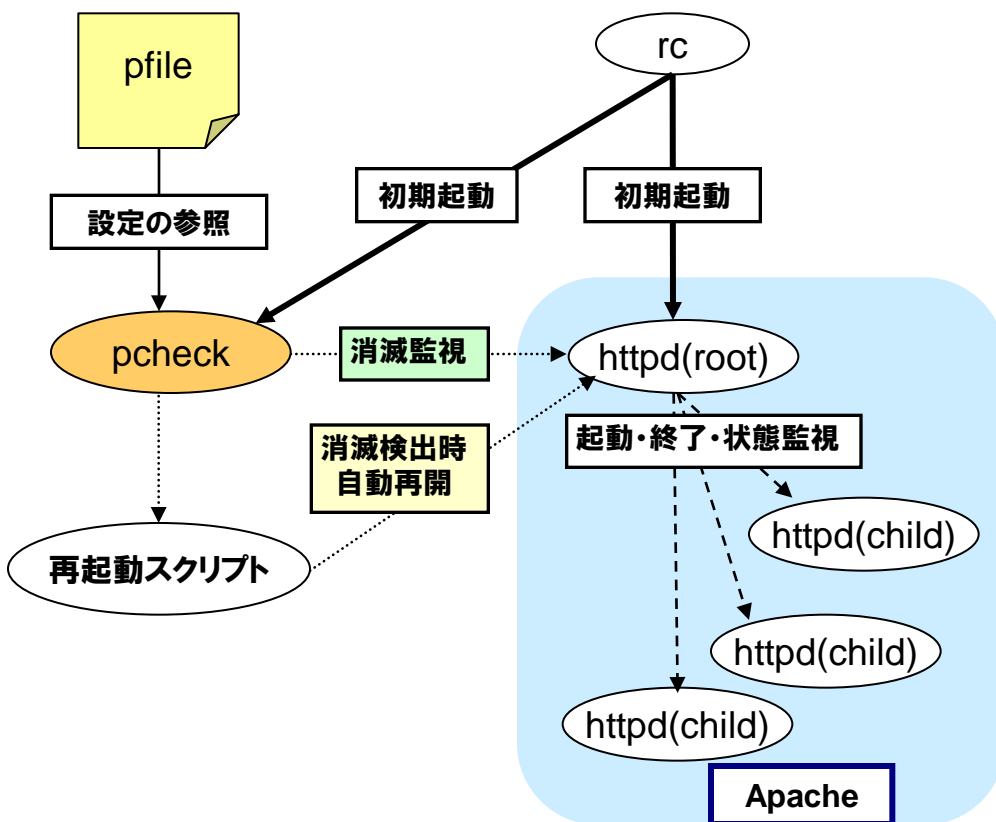 pfile
rc
初期起動
初期起動
設定の参照
pcheck
消滅監視
httpd(root)
消滅検出時
自動再開
起動・終了・状態監視
httpd(child)
再起動スクリプト
httpd(child)
httpd(child)
Apache